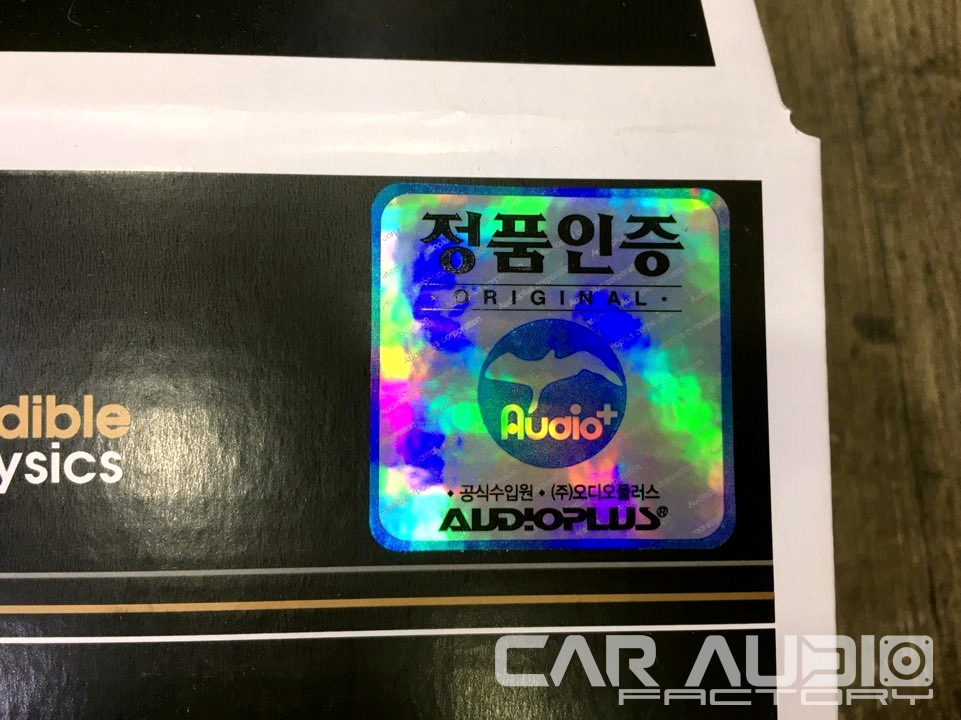 정품인증
★ORIGINAL★
Audio+
• 공식수입원 • (주)오디오플러스
AUDIOPLUS®
dible
ysics
CAR AUDIO
FACTORY